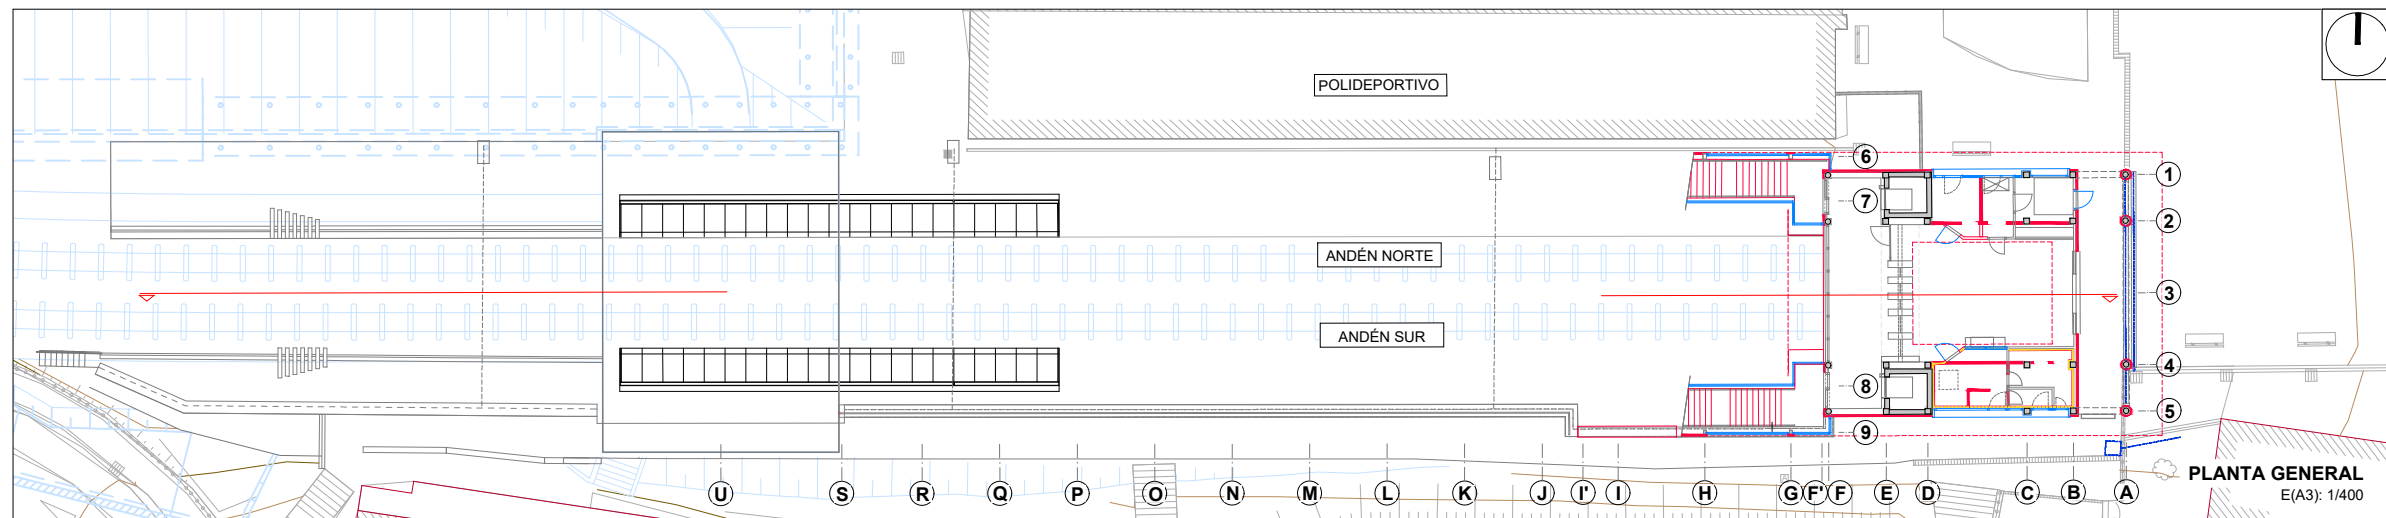 POLIDEPORTIVO
6
1
7
2
ANDÉN NORTE
3
ANDÉN SUR
4
8
5
9
PLANTA GENERAL
E(A3): 1/400
U S R Q P O N M L K J I' I H G F' F E D C B A